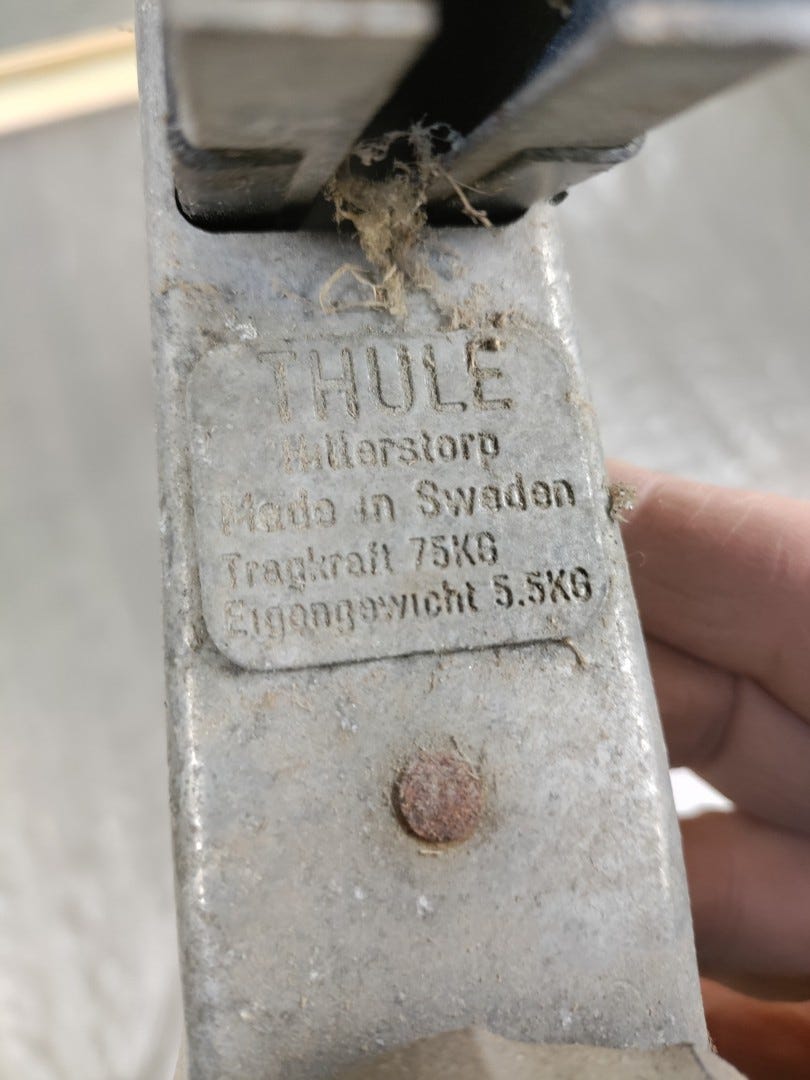 THULE
Hillerstorp
Made in Sweden
Tragkraft 75KG
Eigengewicht 5.5KG